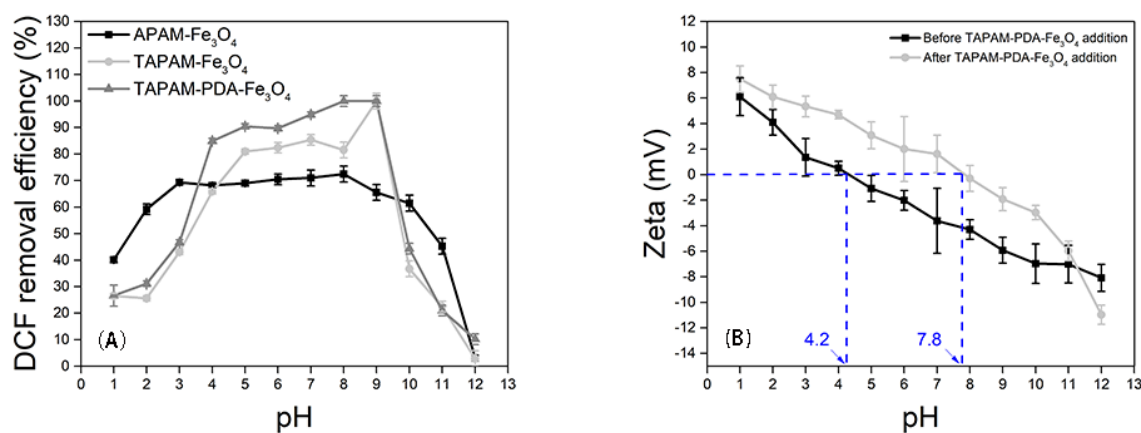 130
120
110
100
90
80
70
60
50
40
30
20
10
0
DCF removal efficiency (%)
APAM-Fe₃O₄
TAPAM-Fe₃O₄
TAPAM-PDA-Fe₃O₄
(A)
0 1 2 3 4 5 6 7 8 9 10 11 12 13
pH
12
10
8
6
4
2
0
-2
-4
-6
-8
-10
-12
-14
Zeta (mV)
Before TAPAM-PDA-Fe₃O₄ addition
After TAPAM-PDA-Fe₃O₄ addition
4.2
7.8
(B)
0 1 2 3 4 5 6 7 8 9 10 11 12 13
pH